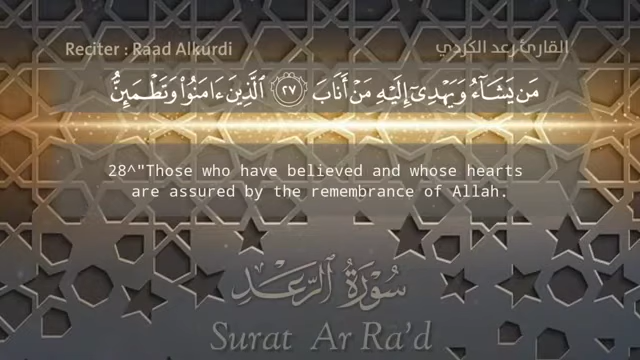 Reciter : Raad Alkurdi
القارئ رعد الكردي
مَن يَشَآءُ وَيَهْدِىٓ إِلَيْهِ مَنْ أَنَابَ ٢٧ ٱلَّذِينَ ءَامَنُوا۟ وَتَطْمَئِنُّ
28^"Those who have believed and whose hearts
are assured by the remembrance of Allah.
سُورَةُ الرَّعْدِ
Surat Ar Ra'd